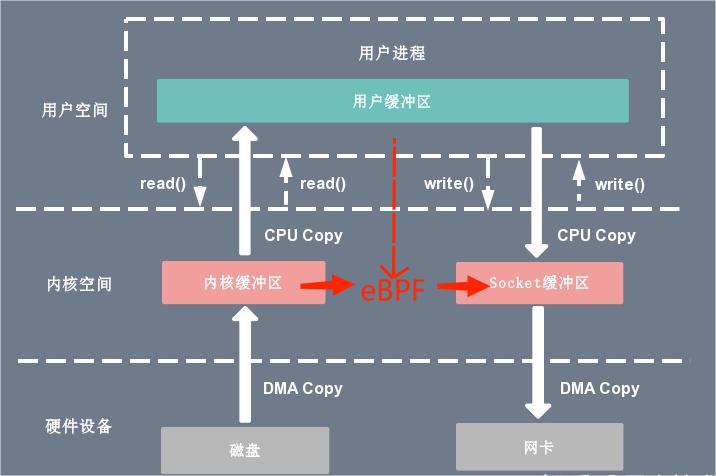 用户进程
用户缓冲区
用户空间
read()
read()
write()
write()
CPU Copy
CPU Copy
内核空间
内核缓冲区
eBPF
Socket缓冲区
DMA Copy
DMA Copy
硬件设备
磁盘
网卡